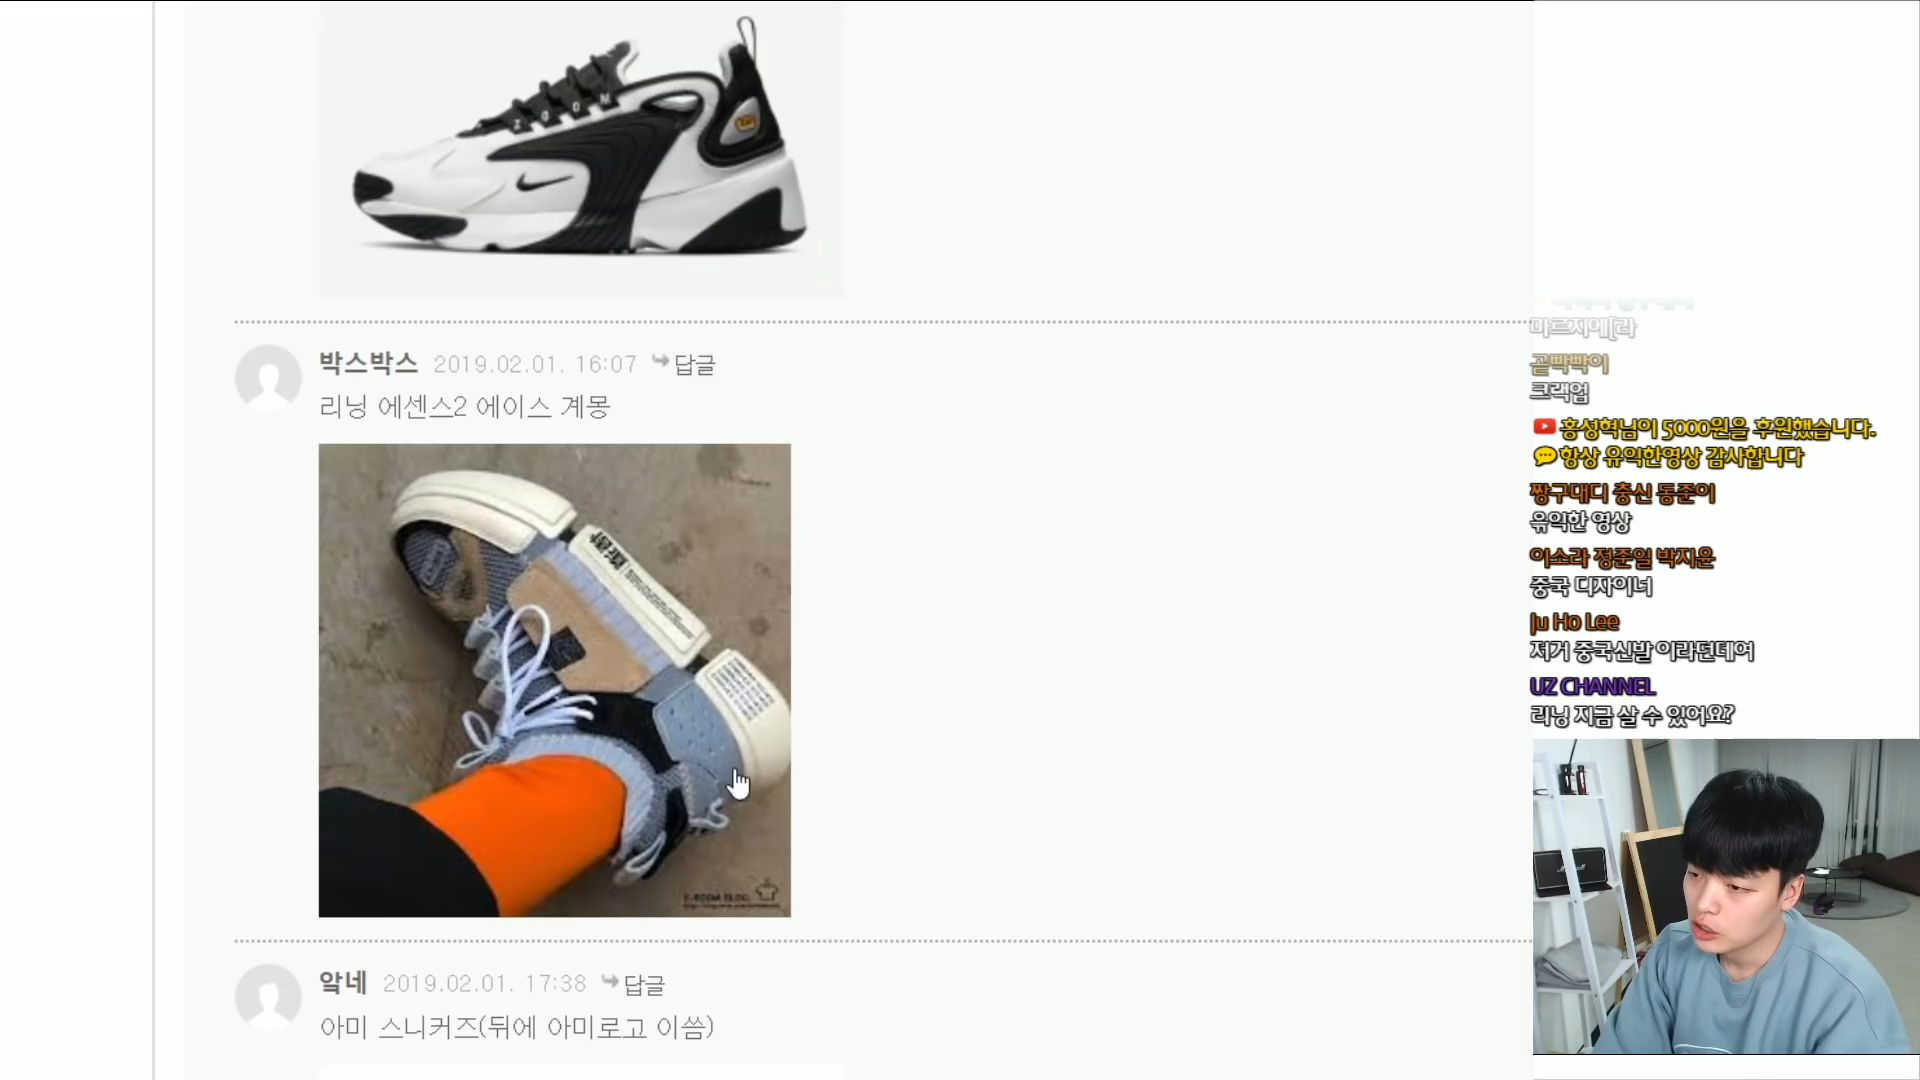 박스박스 2019.02.01. 16:07 답글
리닝 에센스2 에이스 계몽
앜네 2019.02.01. 17:38 답글
아미 스니커즈(뒤에 아미로고 이씀)
마르지에[라
곧빡빡이
크랙업
홍성혁님이 5000원을 후원했습니다.
항상 유익한영상 감사합니다
짱구대디 충신 동준이
유익한 영상
이소라 정준일 박지윤
중국 디자이너
Ju Ho Lee
저거 중국신발 이라던데여
UZ CHANNEL
리닝 지금 살 수 있어요?